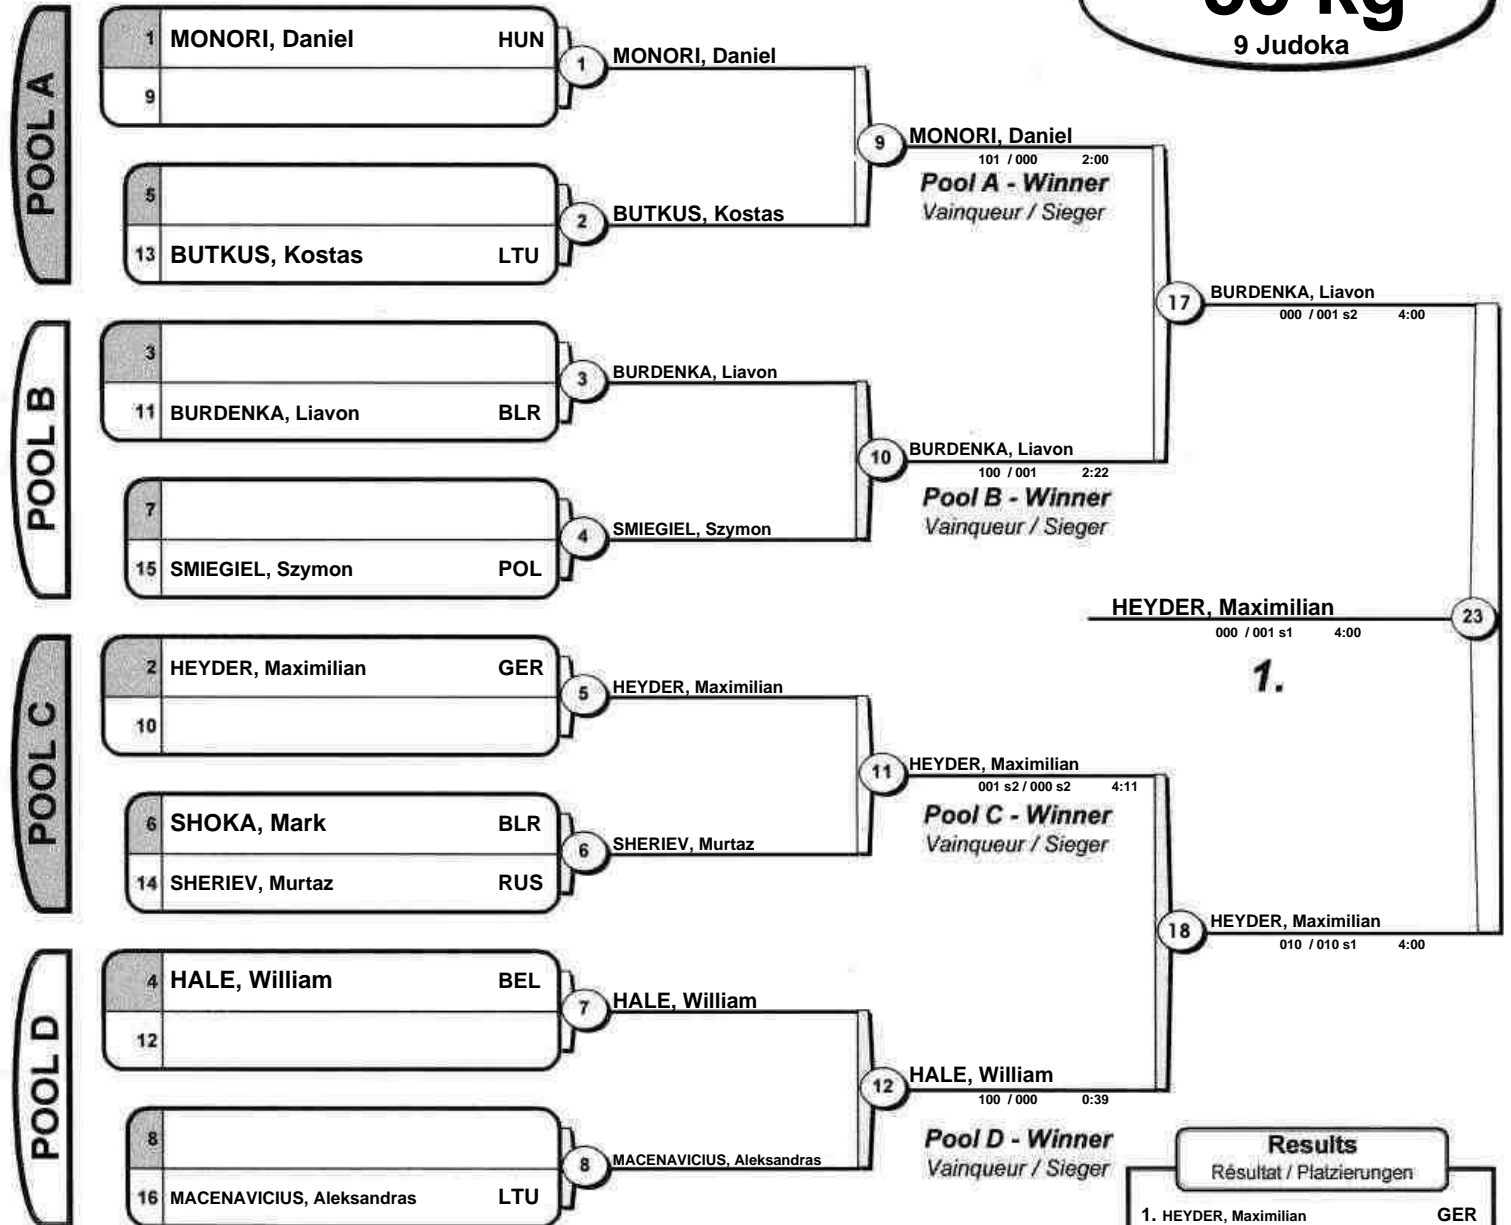 kg
9 Judoka
POOL A
1 MONORI, Daniel HUN
9
1 MONORI, Daniel
5
13 BUTKUS, Kostas LTU
2 BUTKUS, Kostas
9 MONORI, Daniel
101 / 000 2:00
Pool A - Winner
Vainqueur / Sieger
POOL B
3
11 BURDENKA, Liavon BLR
3 BURDENKA, Liavon
7
15 SMIEGIEL, Szymon POL
4 SMIEGIEL, Szymon
10 BURDENKA, Liavon
100 / 001 2:22
Pool B - Winner
Vainqueur / Sieger
17 BURDENKA, Liavon
000 / 001 s2 4:00
HEYDER, Maximilian 23
000 / 001 s1 4:00
1.
POOL C
2 HEYDER, Maximilian GER
10
5 HEYDER, Maximilian
6 SHOKA, Mark BLR
14 SHERIEV, Murtaz RUS
6 SHERIEV, Murtaz
11 HEYDER, Maximilian
001 s2 / 000 s2 4:11
Pool C - Winner
Vainqueur / Sieger
18 HEYDER, Maximilian
010 / 010 s1 4:00
POOL D
4 HALE, William BEL
12
7 HALE, William
8
16 MACENAVICIUS, Aleksandras LTU
8 MACENAVICIUS, Aleksandras
12 HALE, William
100 / 000 0:39
Pool D - Winner
Vainqueur / Sieger
Results
Résultat / Platzierungen
1. HEYDER, Maximilian GER